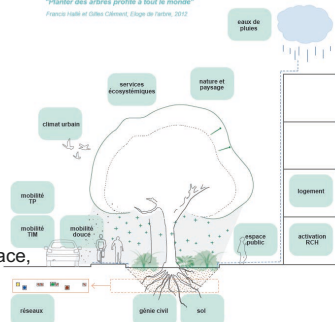 "Planter des arbres profite à tout le monde"
Francis Hallé et Gilles Clément, Eloge de l'arbre, 2012
eaux de
pluies
services
écosystémiques
nature et
paysage
climat urbain
mobilité
TP
logement
mobilité
TIM
mobilité
douce
espace
public
activation
RCH
ace,
réseaux
génie civil
sol